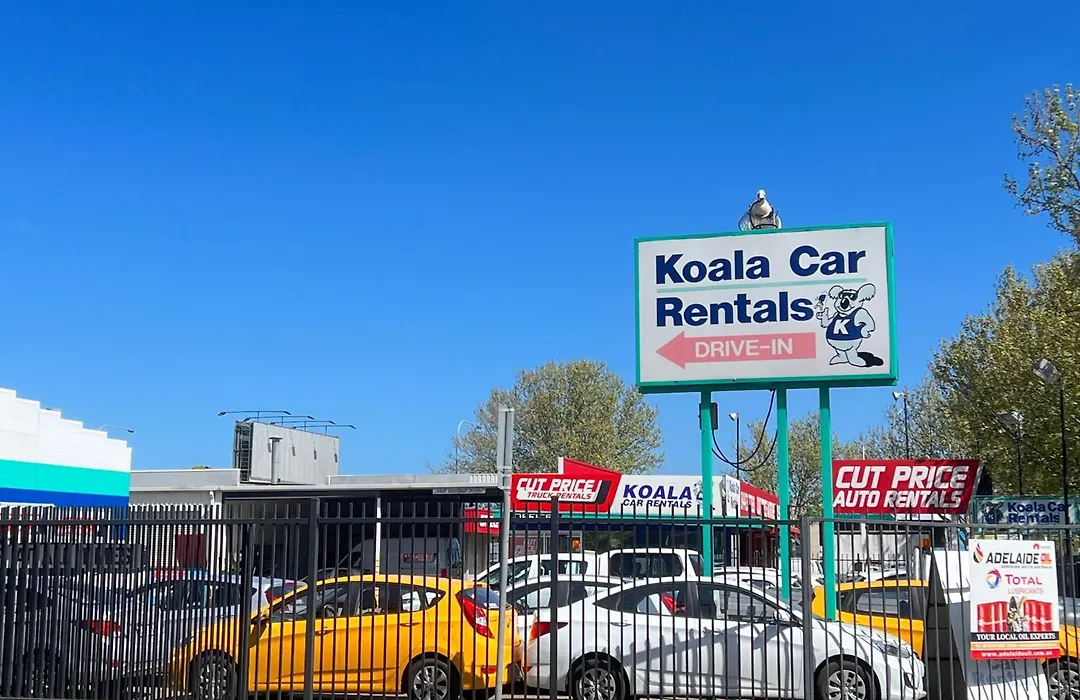 Koala Car
Rentals
DRIVE-IN
K
CUT PRICE
TRUCK RENTALS
KOALA
CAR RENTALS
CUT PRICE
AUTO RENTALS
Koala Car
Rentals
ADELAIDE
TOTAL
LUBRICANTS
YOUR LOCAL OIL EXPERTS